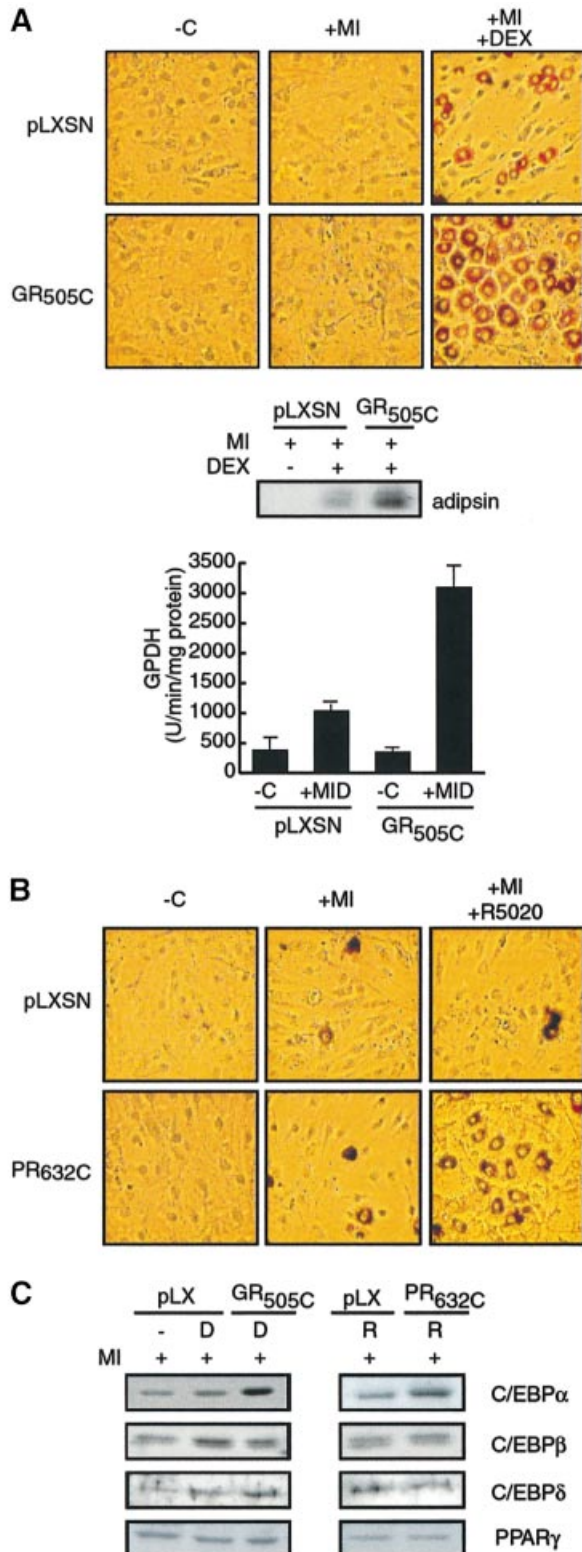 A
-C +MI +MI
+DEX
pLXSN
GR505C
pLXSN GR505C
MI + + +
DEX - + +
adipsin
3500
3000
2500
2000
1500
1000
500
0
GPDH
(U/min/mg protein)
-C +MID -C +MID
pLXSN GR505C
B
-C +MI +MI
+R5020
pLXSN
PR632C
C
pLX GR505C pLX PR632C
- D D R R
MI + + + + +
C/EBPα
C/EBPβ
C/EBPδ
PPARγ